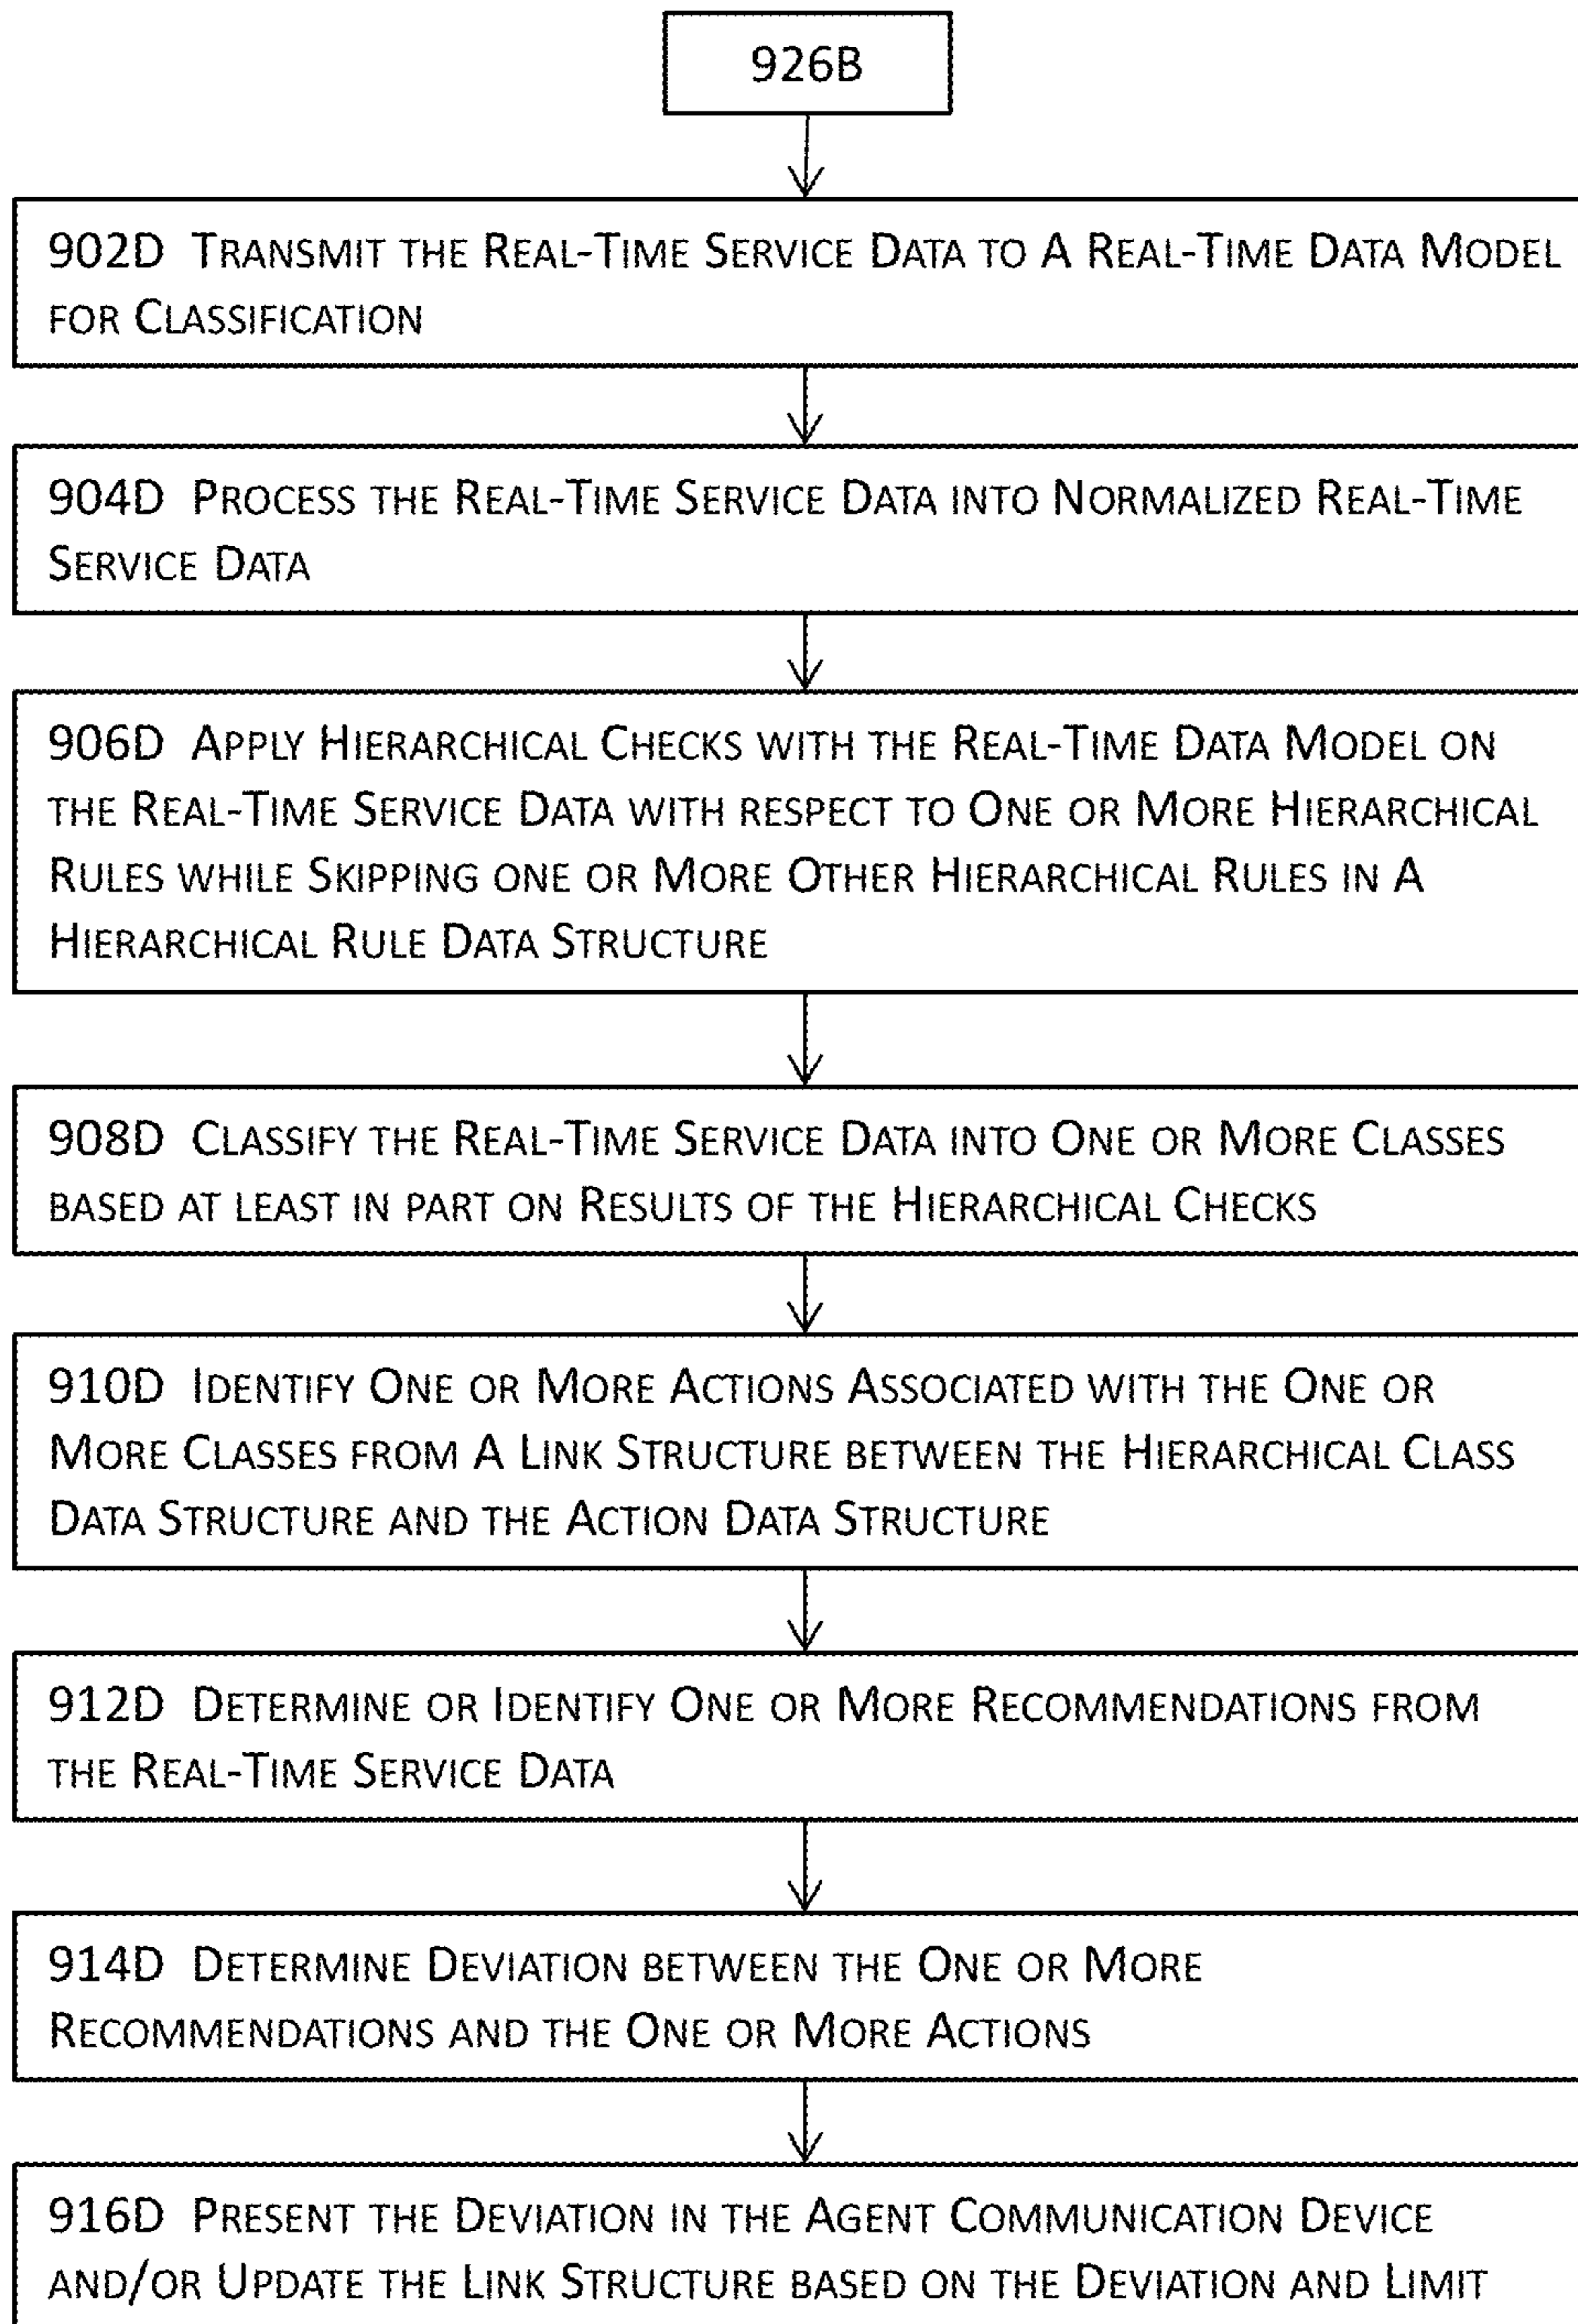 926B
902D Transmit the Real-Time Service Data to A Real-Time Data Model
for Classification
904D Process the Real-Time Service Data into Normalized Real-Time
Service Data
906D Apply Hierarchical Checks with the Real-Time Data Model on
the Real-Time Service Data with respect to One or More Hierarchical
Rules while Skipping one or More Other Hierarchical Rules in A
Hierarchical Rule Data Structure
908D Classify the Real-Time Service Data into One or More Classes
based at least in part on Results of the Hierarchical Checks
910D Identify One or More Actions Associated with the One or
More Classes from A Link Structure between the Hierarchical Class
Data Structure and the Action Data Structure
912D Determine or Identify One or More Recommendations from
the Real-Time Service Data
914D Determine Deviation between the One or More
Recommendations and the One or More Actions
916D Present the Deviation in the Agent Communication Device
and/or Update the Link Structure based on the Deviation and Limit